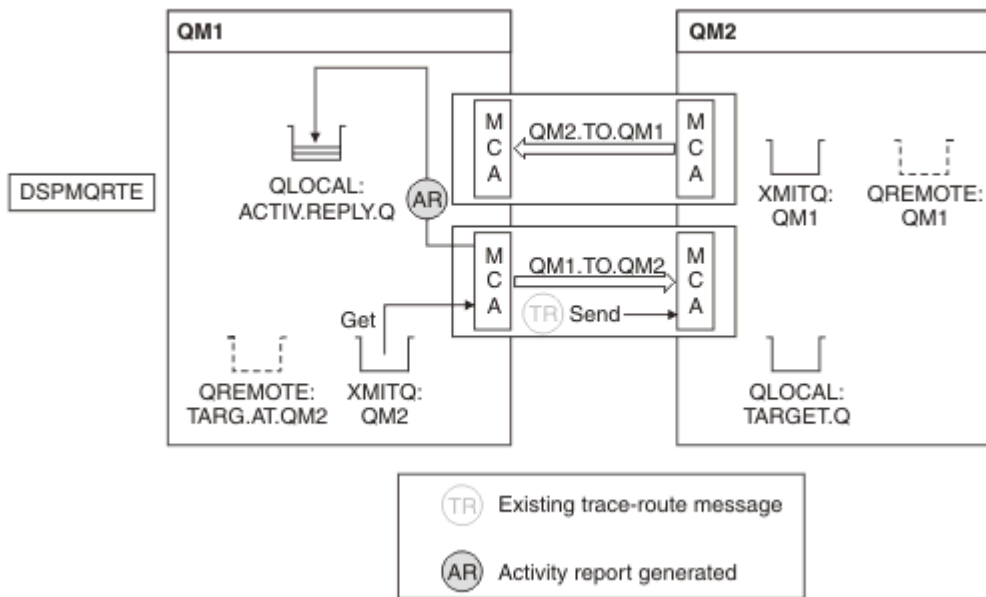 QM1
QM2
DSPMQRTE
QLOCAL:
ACTIV.REPLY.Q
AR
M
C
A
QM2.TO.QM1
M
C
A
XMITQ:
QM1
QREMOTE:
QM1
M
C
A
QM1.TO.QM2
TR Send
M
C
A
Get
QREMOTE:
TARG.AT.QM2
XMITQ:
QM2
QLOCAL:
TARGET.Q
TR Existing trace-route message
AR Activity report generated